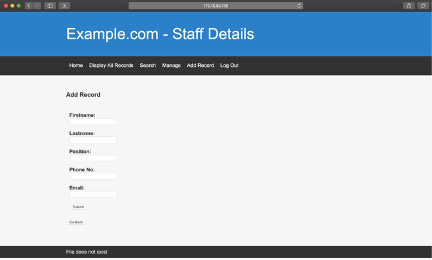 172.16.80.136
Example.com - Staff Details
Home Display All Records Search Manage Add Record Log Out
Add Record
Firstname:
Lastname:
Position:
Phone No:
Email:
Submit
Go Back
File does not exist